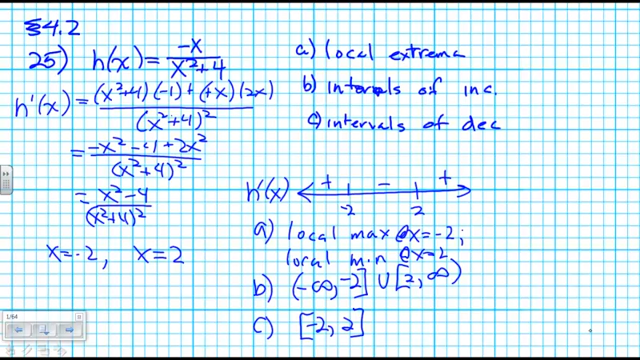 §4.2
25) h(x) = -x / x²+4
a) local extrema
b) intervals of inc.
c) intervals of dec
h'(x) = (x²+4)(-1) + (+x)(2x) / (x²+4)²
= -x² - 4 + 2x² / (x²+4)²
= x² - 4 / (x²+4)²
x = -2, x = 2
h'(x) + -2 - 2 +
a) local max @x=-2;
local min @x=2
b) (-∞, -2] ∪ [2, ∞)
c) [-2, 2]
1/64